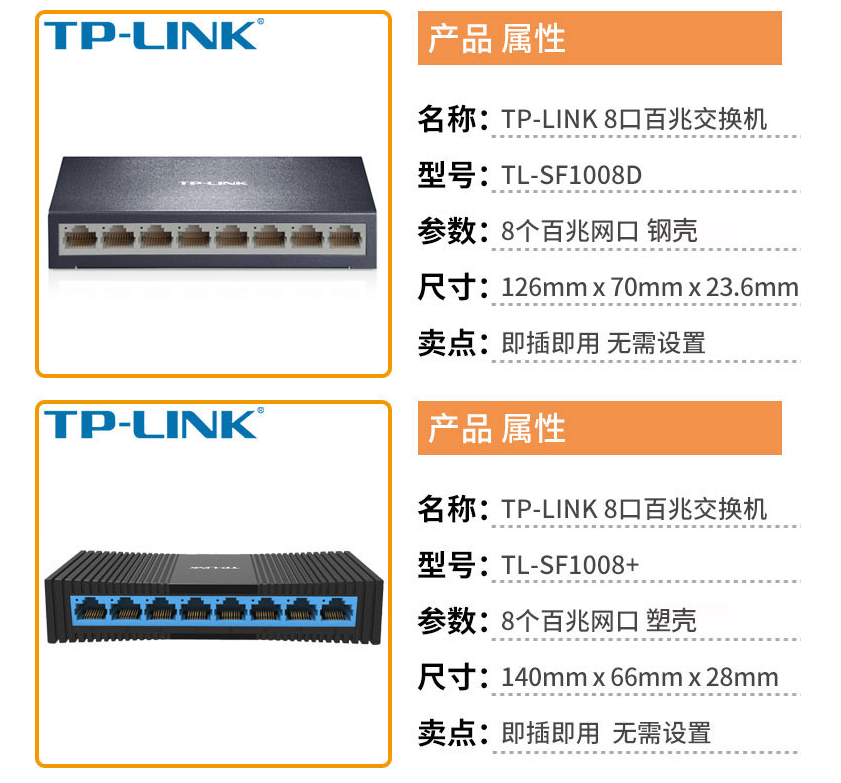 TP-LINK®
产品 属性
TP-LINK
名称：TP-LINK 8口百兆交换机
型号：TL-SF1008D
参数：8个百兆网口 钢壳
尺寸：126mm x 70mm x 23.6mm
卖点：即插即用 无需设置
TP-LINK®
产品 属性
名称：TP-LINK 8口百兆交换机
TP-LINK
型号：TL-SF1008+
参数：8个百兆网口 塑壳
尺寸：140mm x 66mm x 28mm
卖点：即插即用 无需设置